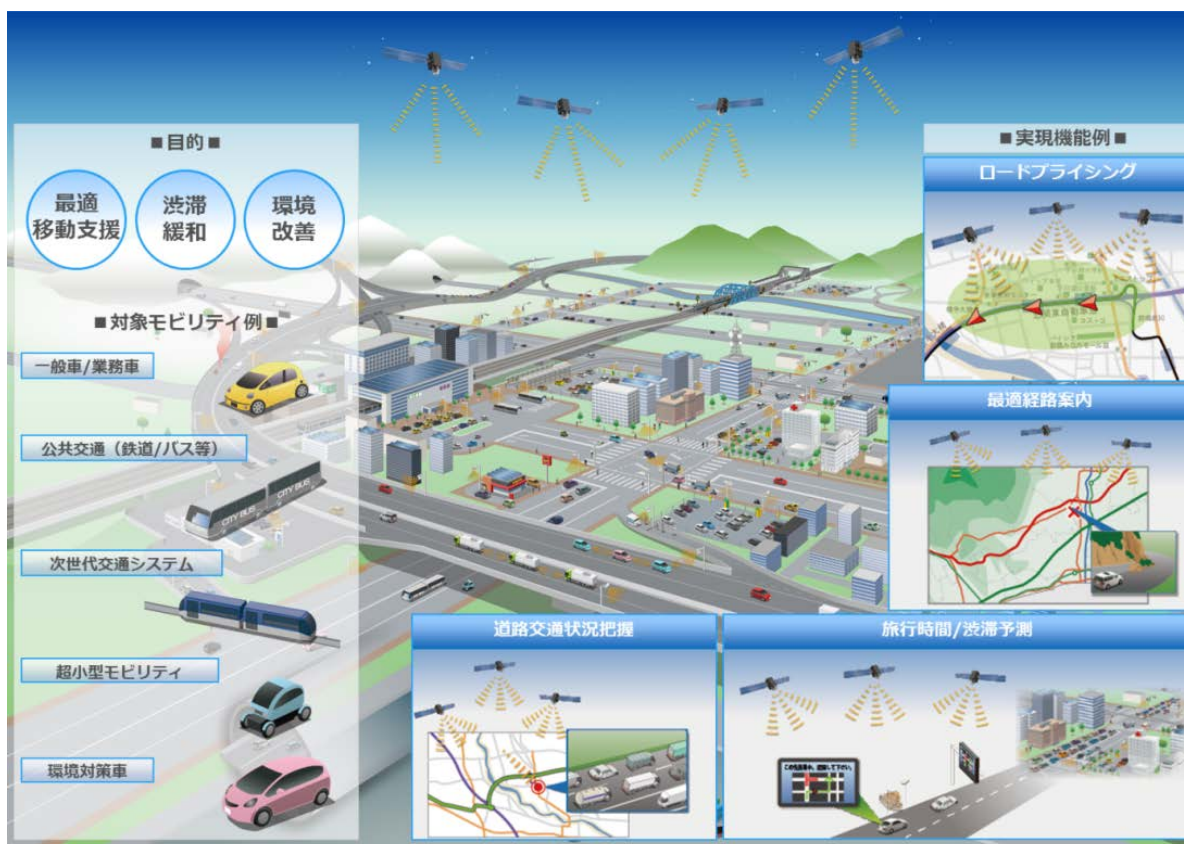 ■目的■
最適
移動支援
渋滞
緩和
環境
改善
■対象モビリティ例■
一般車/業務車
公共交通（鉄道/バス等）
CITY BUS
CITY BUS
次世代交通システム
超小型モビリティ
環境対策車
■実現機能例■
ロードプライシング
最適経路案内
道路交通状況把握
旅行時間/渋滞予測